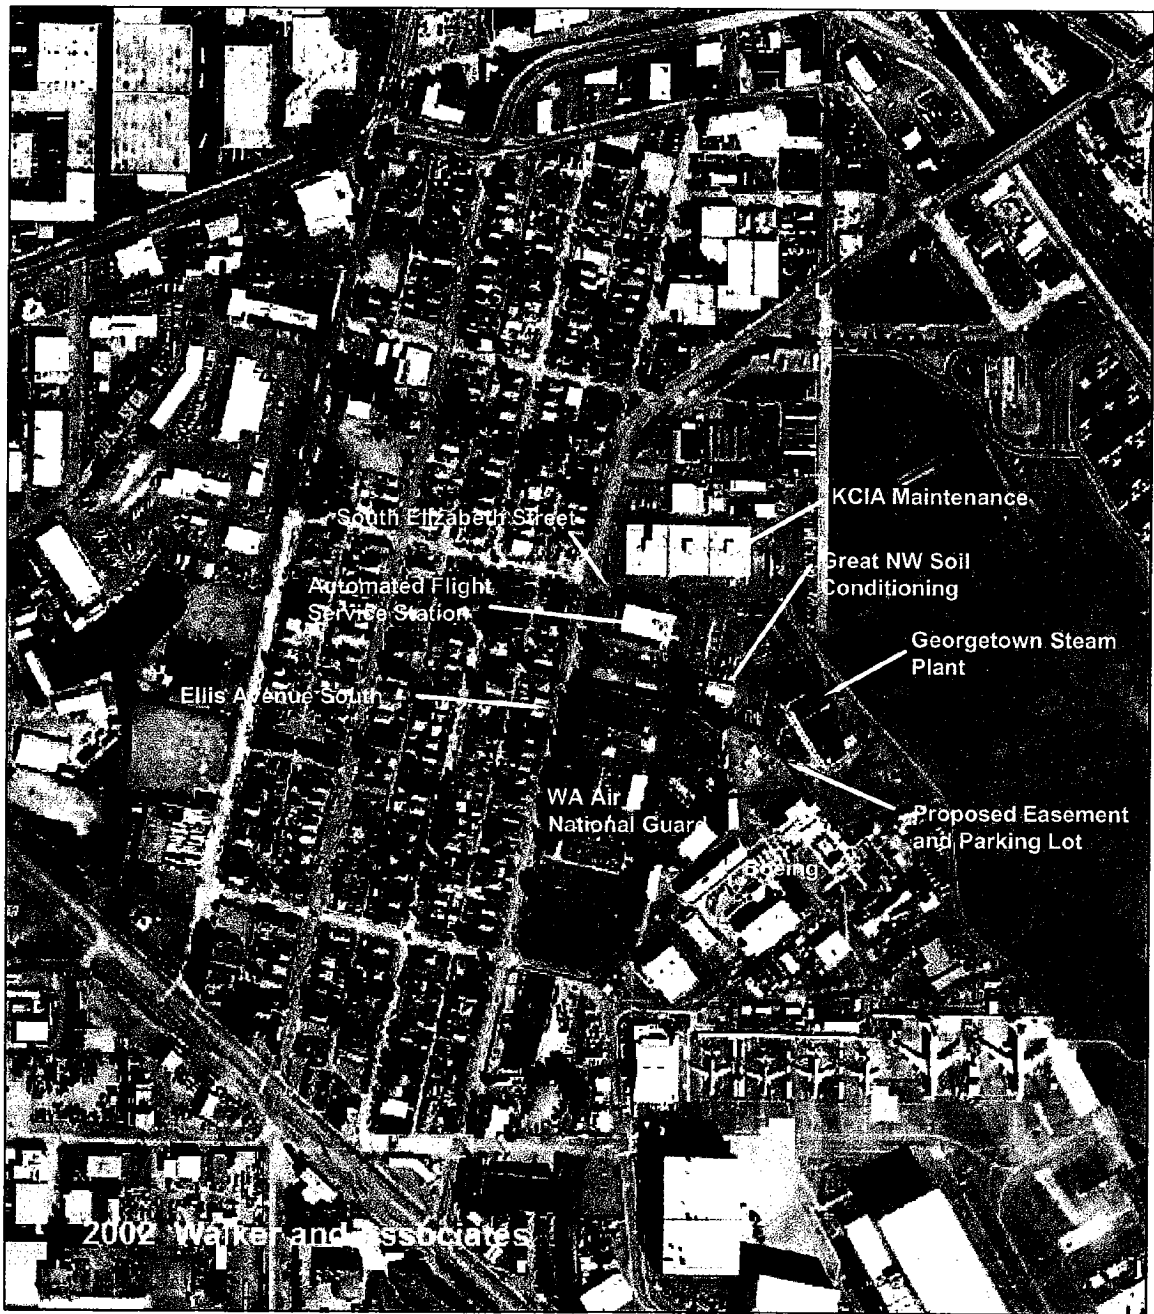 KCIA Maintenance
South Elizabeth Street
Great NW Soil
Conditioning
Automated Flight
Service Station
Georgetown Steam
Plant
Ellis Avenue South
WA Air
National Guard
Proposed Easement
and Parking Lot
Boeing
2002 Walker and Associates